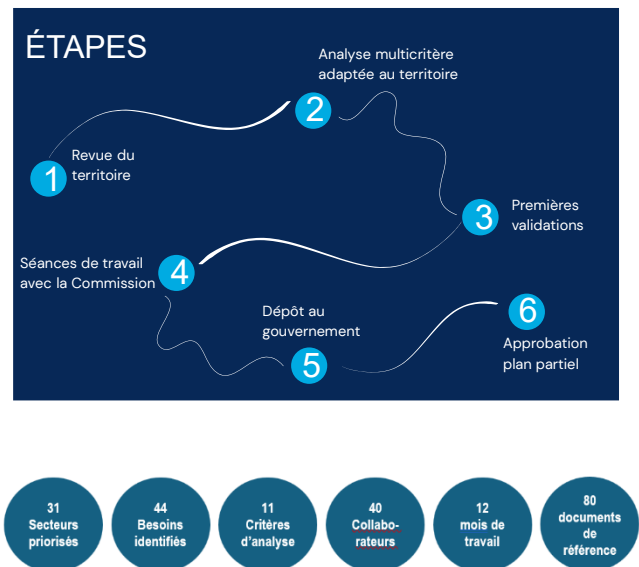 ÉTAPES
1
Revue du
territoire
2
Analyse multicritère
adaptée au territoire
3
Premières
validations
4
Séances de travail
avec la Commission
5
Dépôt au
gouvernement
6
Approbation
plan partiel
31
Secteurs
priorisés
44
Besoins
identifiés
11
Critères
d'analyse
40
Collabo-
rateurs
12
mois de
travail
80
documents
de
référence